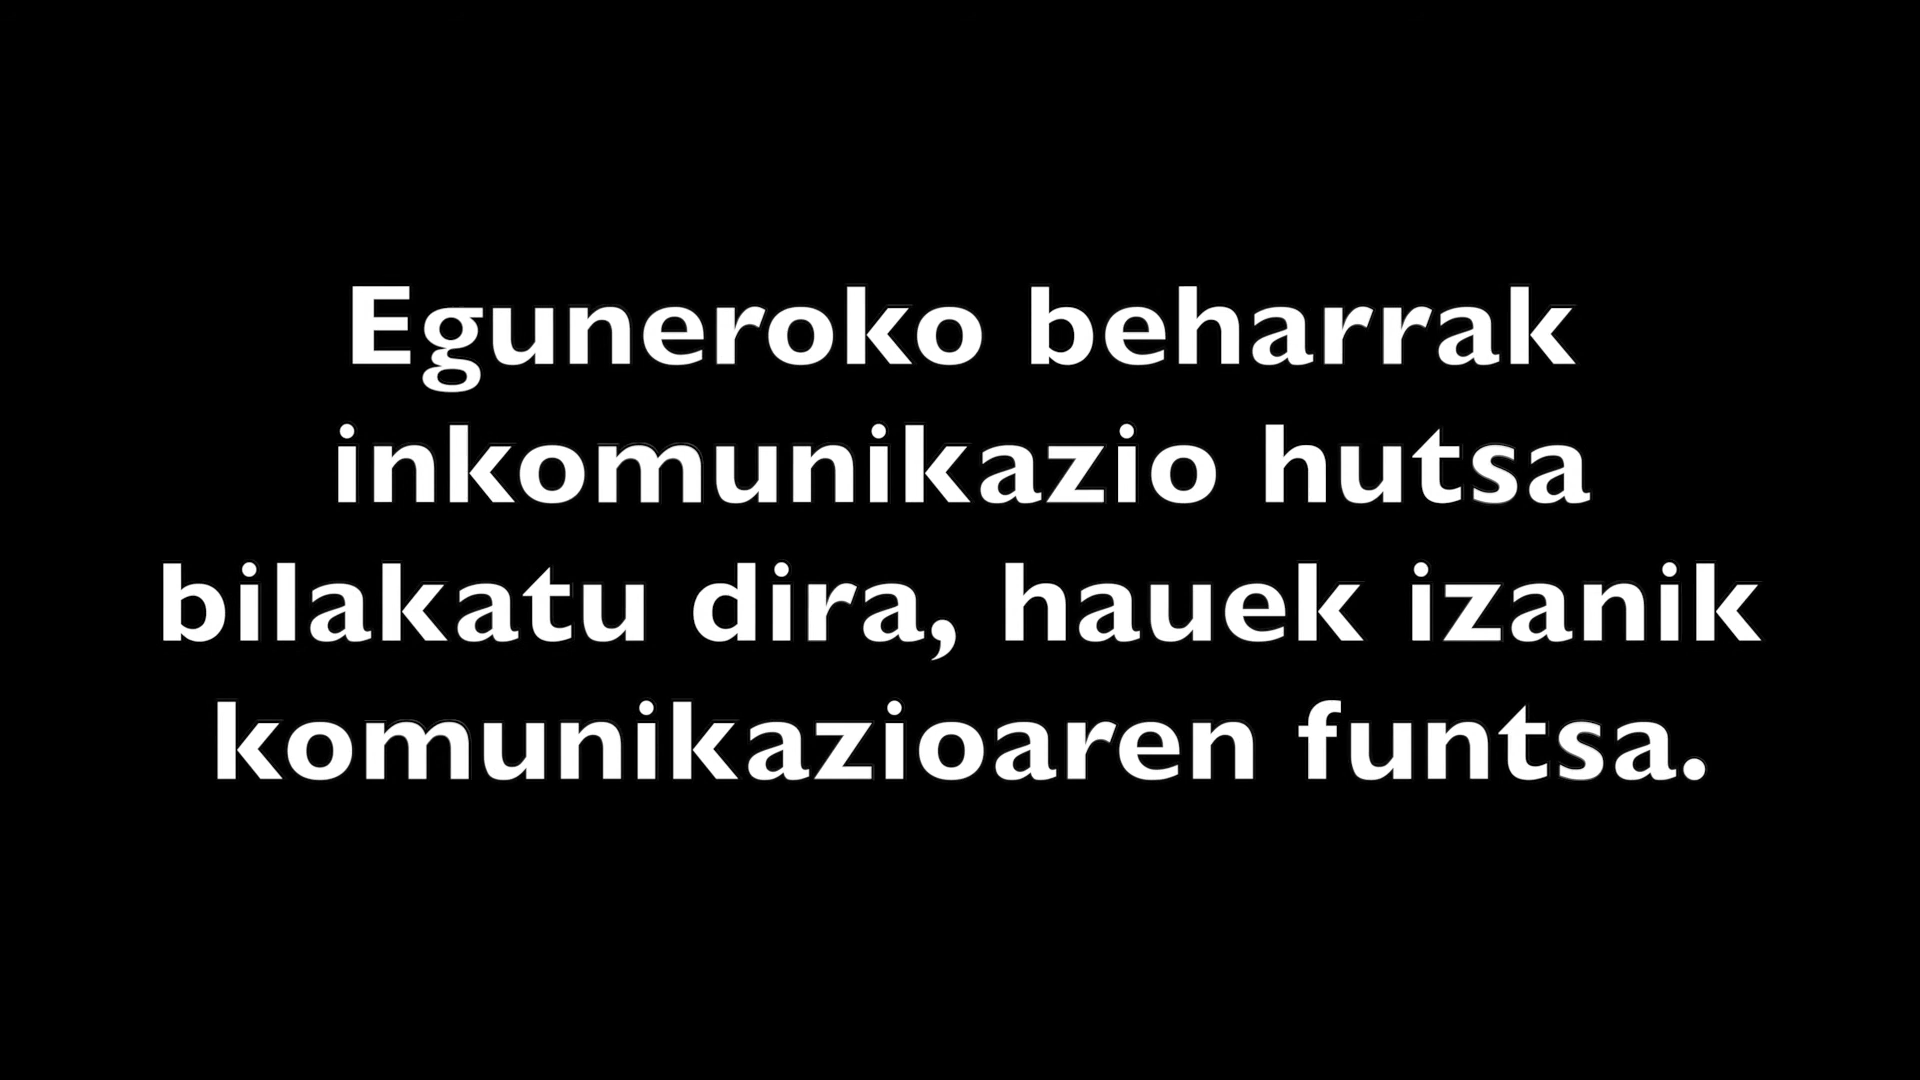 Eguneroko beharrak
inkomunikazio hutsa
bilakatu dira, hauek izanik
komunikazioaren funtsa.